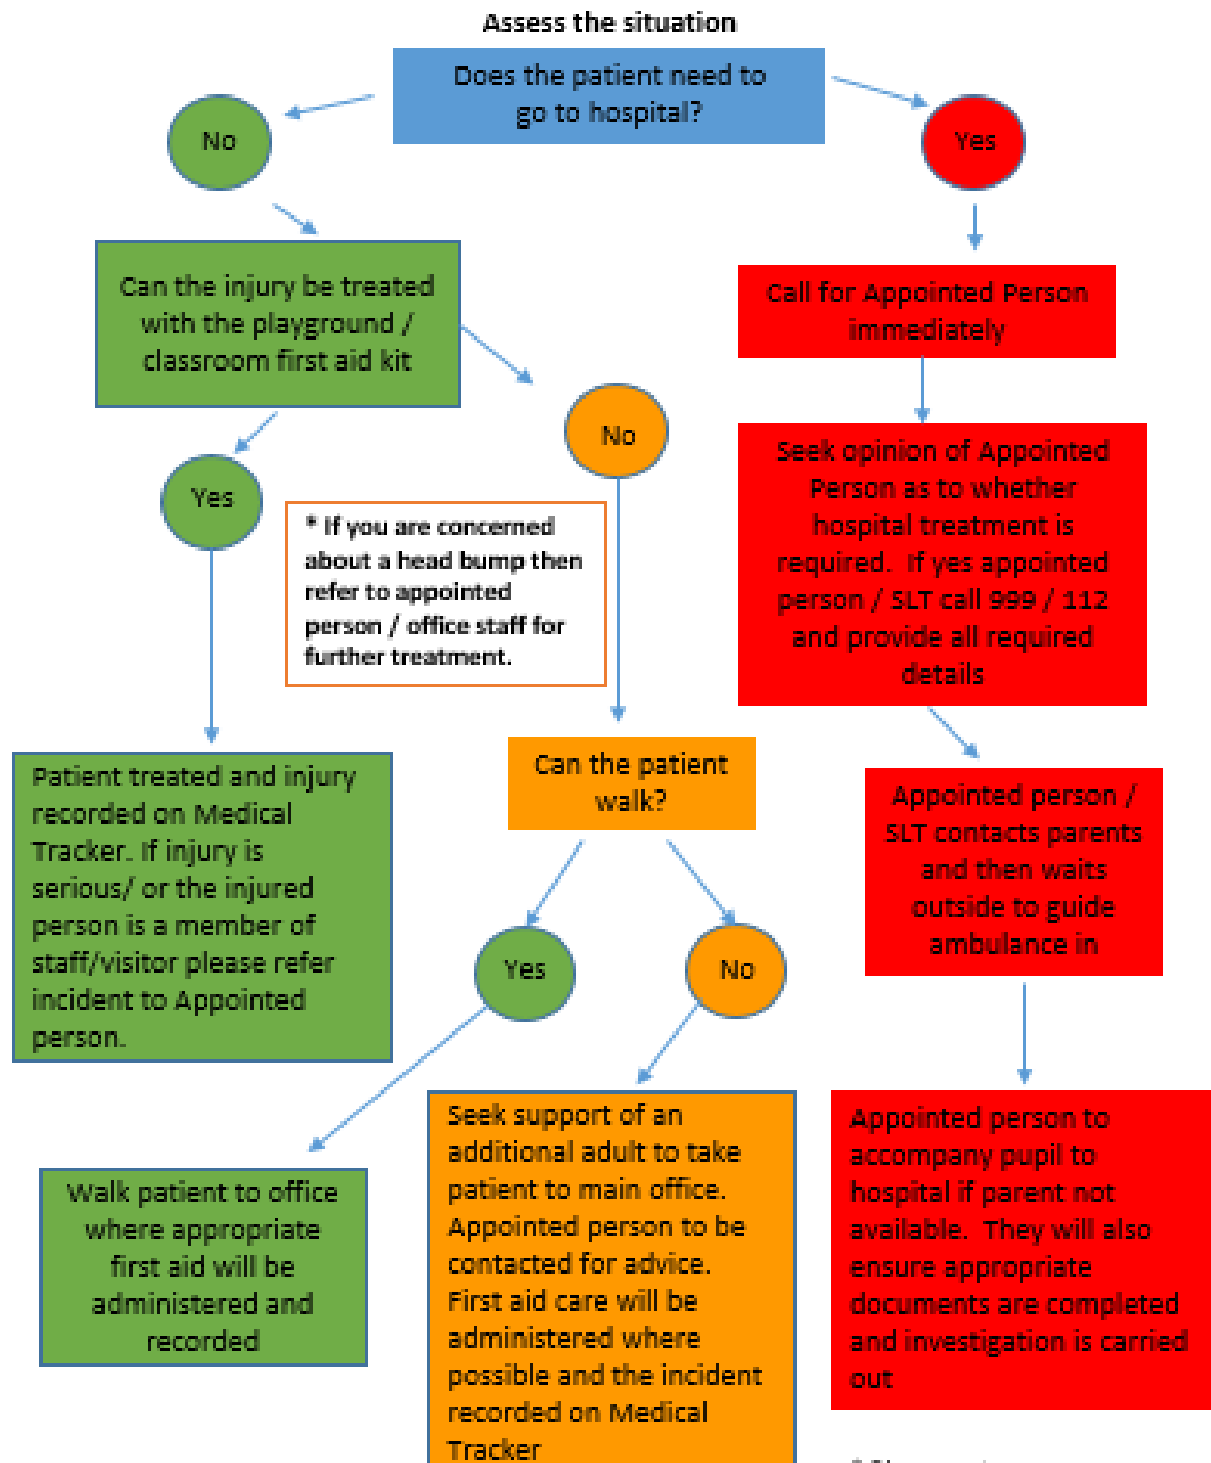 Assess the situation
Does the patient need to
go to hospital?
No
Yes
Can the injury be treated
with the playground /
classroom first aid kit
Call for Appointed Person
immediately
No
Yes
Seek opinion of Appointed
Person as to whether
hospital treatment is
required.  If yes appointed
person / SLT call 999 / 112
and provide all required
details
* If you are concerned
about a head bump then
refer to appointed
person / office staff for
further treatment.
Can the patient
walk?
Patient treated and injury
recorded on Medical
Tracker. If injury is
serious/ or the injured
person is a member of
staff/visitor please refer
incident to Appointed
person.
Appointed person /
SLT contacts parents
and then waits
outside to guide
ambulance in
Yes
No
Walk patient to office
where appropriate
first aid will be
administered and
recorded
Seek support of an
additional adult to take
patient to main office.
Appointed person to be
contacted for advice.
First aid care will be
administered where
possible and the incident
recorded on Medical
Tracker
Appointed person to
accompany pupil to
hospital if parent not
available.  They will also
ensure appropriate
documents are completed
and investigation is carried
out